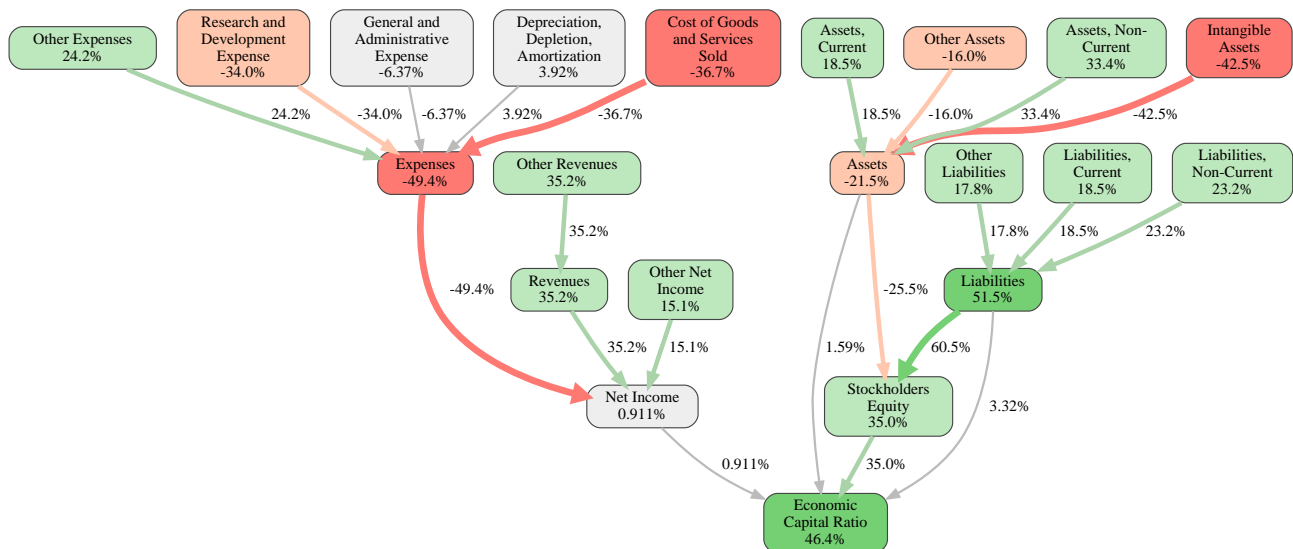 Other Expenses
24.2%
Research and
Development
Expense
-34.0%
General and
Administrative
Expense
-6.37%
Depreciation,
Depletion,
Amortization
3.92%
Cost of Goods
and Services
Sold
-36.7%
Assets,
Current
18.5%
Other Assets
-16.0%
Assets, Non-
Current
33.4%
Intangible
Assets
-42.5%
24.2%
-34.0%
-6.37%
3.92%
-36.7%
18.5%
-16.0%
33.4%
-42.5%
Expenses
-49.4%
Other Revenues
35.2%
Assets
-21.5%
Other
Liabilities
17.8%
Liabilities,
Current
18.5%
Liabilities,
Non-Current
23.2%
35.2%
17.8%
18.5%
23.2%
-49.4%
Revenues
35.2%
Other Net
Income
15.1%
-25.5%
Liabilities
51.5%
35.2%
15.1%
1.59%
60.5%
Net Income
0.911%
Stockholders
Equity
35.0%
3.32%
0.911%
35.0%
Economic
Capital Ratio
46.4%